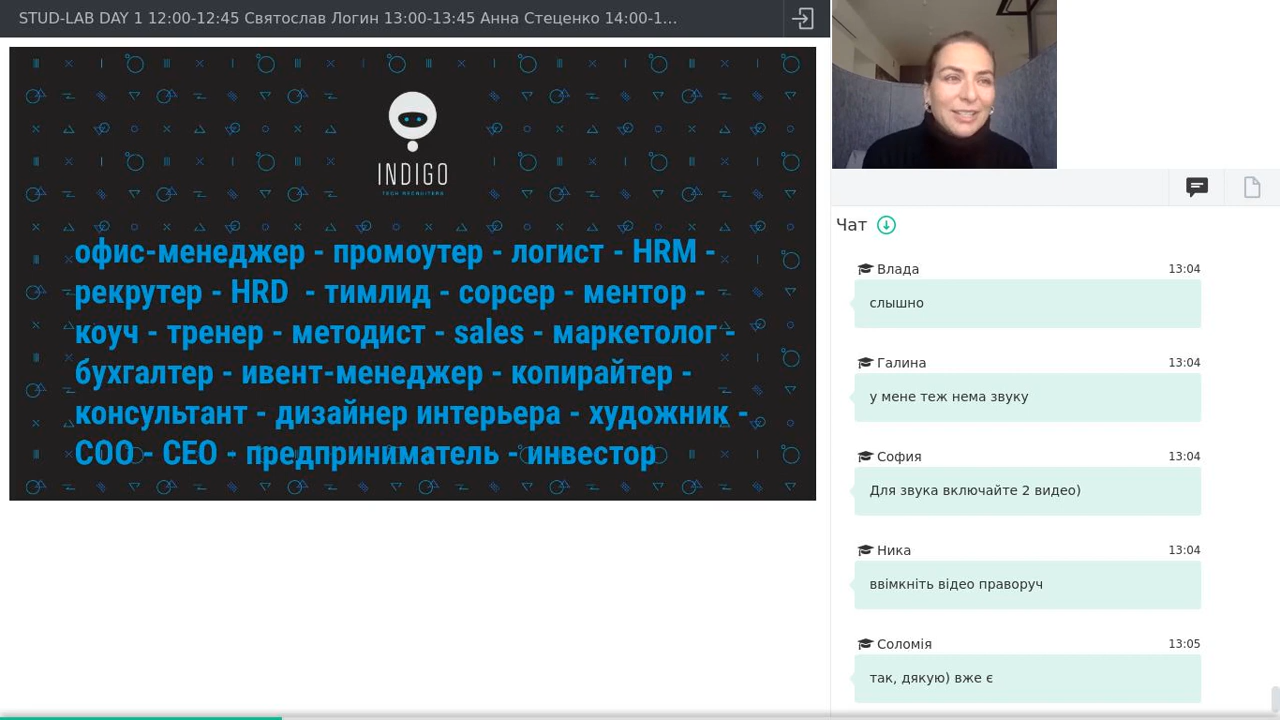 STUD-LAB DAY 1 12:00-12:45 Святослав Логин 13:00-13:45 Анна Стеценко 14:00-1...
INDIGO
TECH RECRUITERS
офис-менеджер - промоутер - логист - HRM -
рекрутер - HRD - тимлид - сорсер - ментор -
коуч - тренер - методист - sales - маркетолог -
бухгалтер - ивент-менеджер - копирайтер -
консультант - дизайнер интерьера - художник -
COO - CEO - предприниматель - инвестор
Чат
Влада 13:04
слышно
Галина 13:04
у мене теж нема звуку
София 13:04
Для звука включайте 2 видео)
Ника 13:04
ввімкніть відео праворуч
Соломія 13:05
так, дякую) вже є